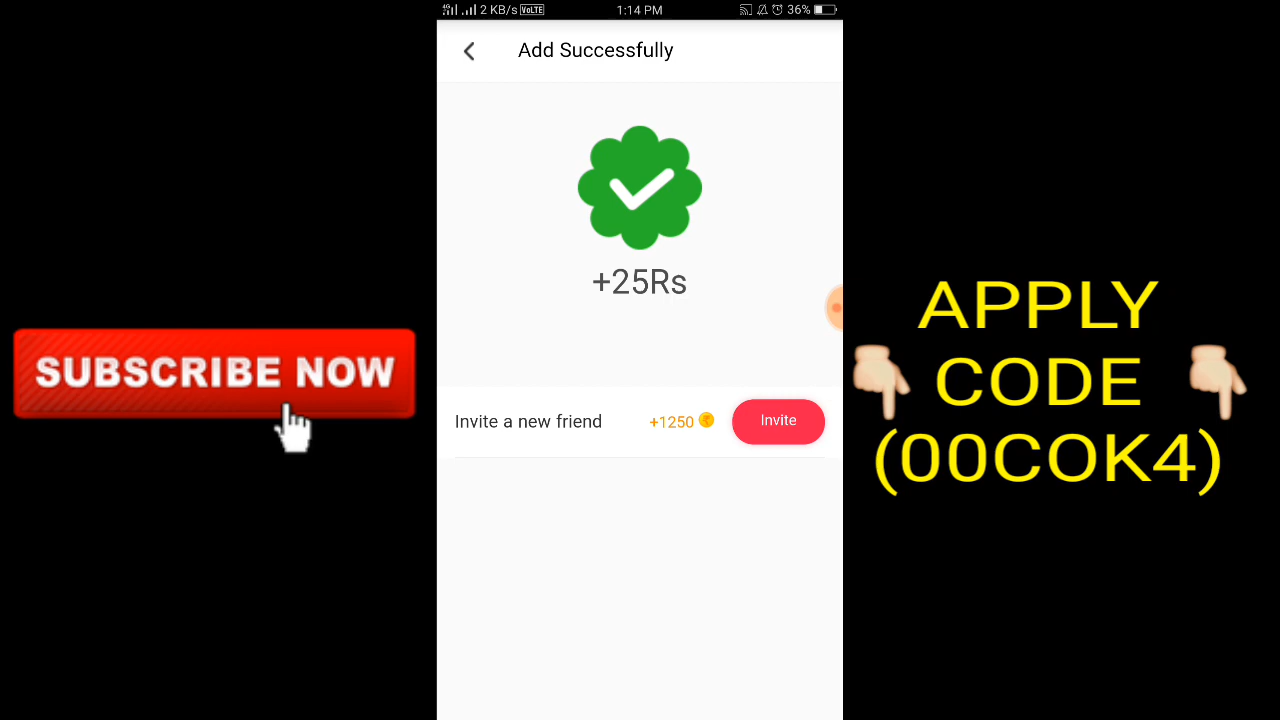 2 KB/s VoLTE 1:14 PM 36%
Add Successfully
+25Rs
Invite a new friend +1250 Invite
SUBSCRIBE NOW
APPLY
CODE
(00COK4)